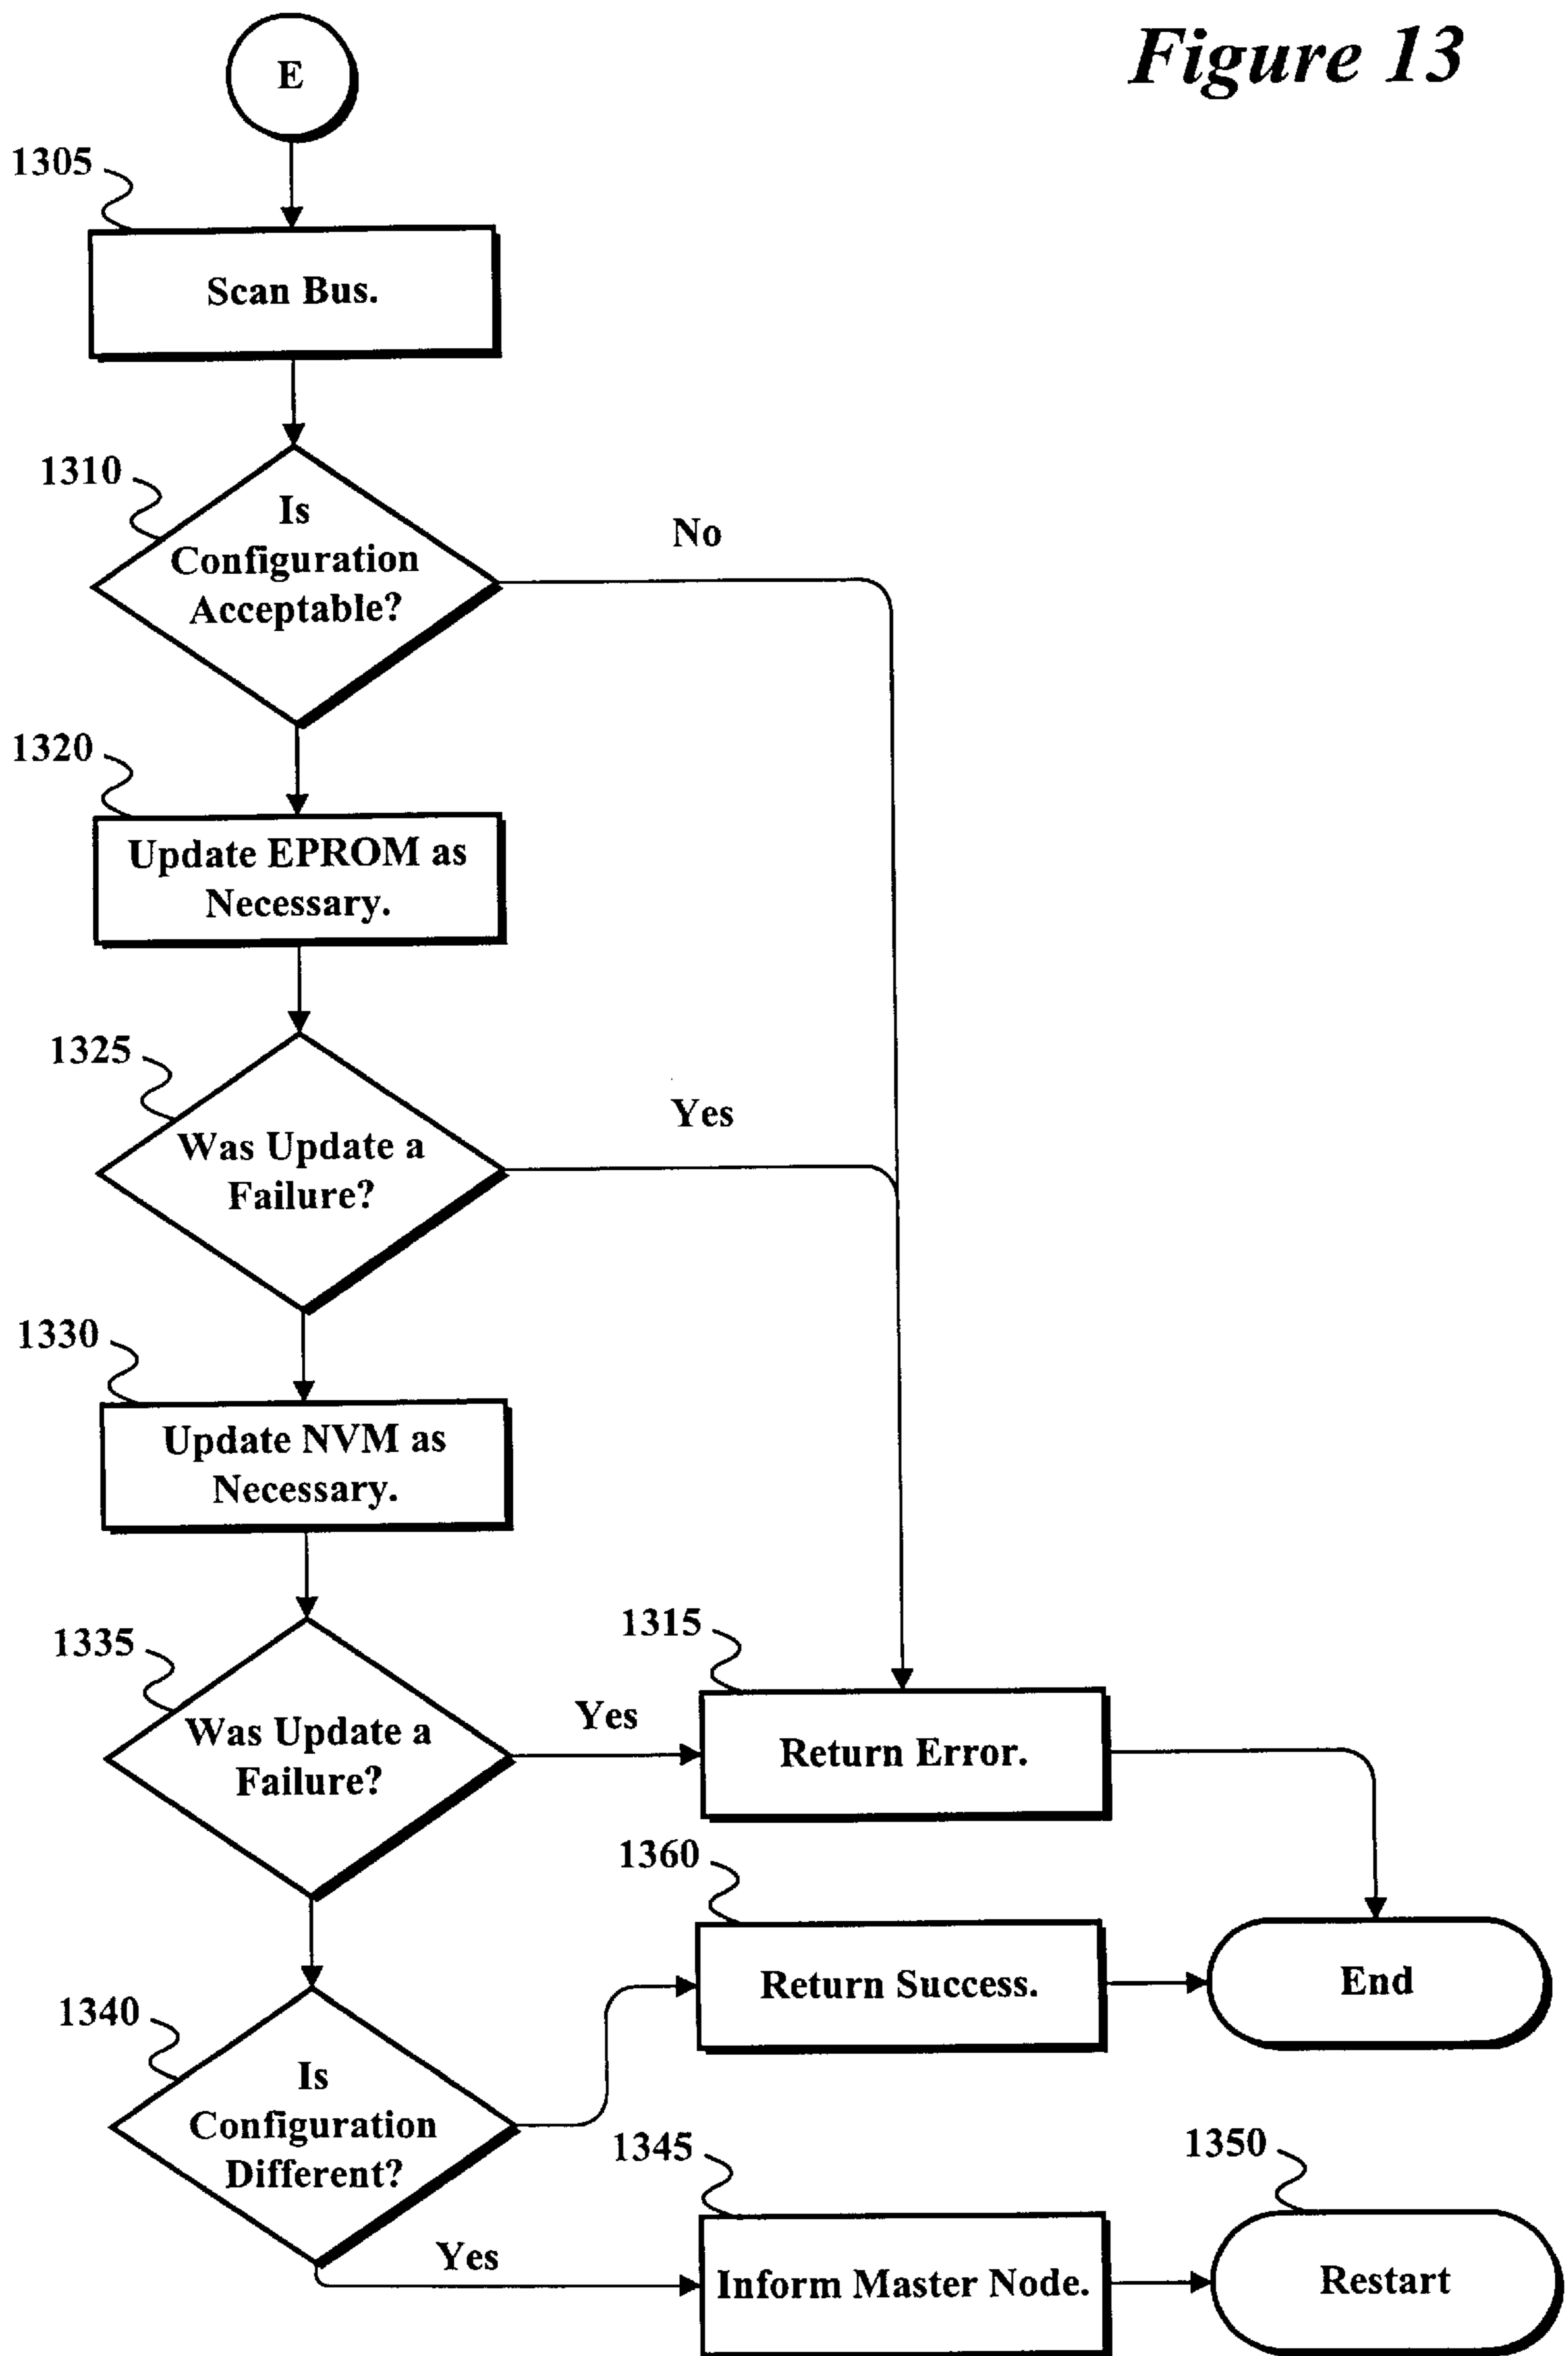 Figure 13
E
1305
Scan Bus.
1310
Is
Configuration
Acceptable?
No
1320
Update EPROM as
Necessary.
1325
Was Update a
Failure?
Yes
1330
Update NVM as
Necessary.
1335
Was Update a
Failure?
Yes
1315
Return Error.
1360
Return Success.
End
1340
Is
Configuration
Different?
Yes
1345
Inform Master Node.
1350
Restart